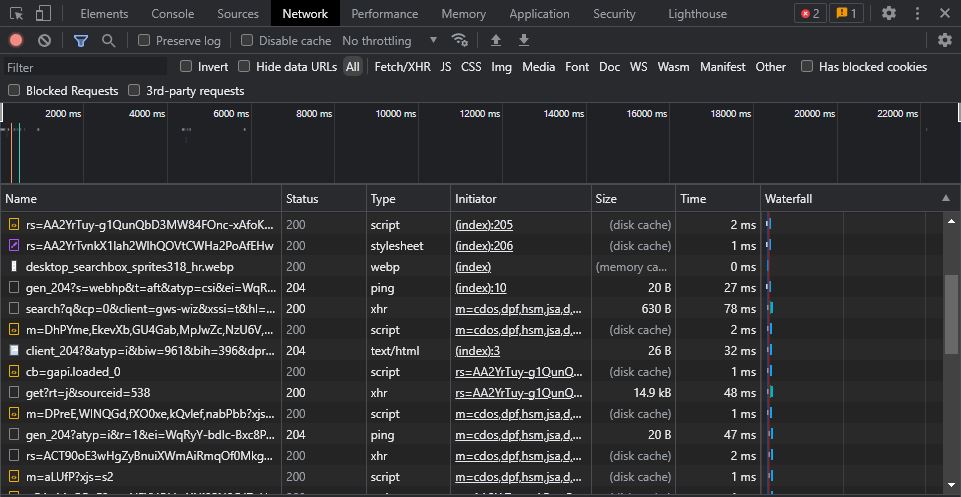 Elements Console Sources Network Performance Memory Application Security Lighthouse 2 1
Preserve log Disable cache No throttling
Filter Invert Hide data URLs All Fetch/XHR JS CSS Img Media Font Doc WS Wasm Manifest Other Has blocked cookies
Blocked Requests 3rd-party requests
2000 ms 4000 ms 6000 ms 8000 ms 10000 ms 12000 ms 14000 ms 16000 ms 18000 ms 20000 ms 22000 ms
Name Status Type Initiator Size Time Waterfall
rs=AA2YrTuy-g1QunQbD3MW84FOnc-xAfoK... 200 script (index):205 (disk cache) 2 ms
rs=AA2YrTvnkX1Iah2WlhQOVtCWHa2PoAfEHw 200 stylesheet (index):206 (disk cache) 1 ms
desktop_searchbox_sprites318_hr.webp 200 webp (index) (memory ca... 0 ms
gen_204?s=webhp&t=aft&atyp=csi&ei=WqR... 204 ping (index):10 20 B 27 ms
search?q&cp=0&client=gws-wiz&xssi=t&hl=... 200 xhr m=cdos,dpf,hsm,jsa,d,... 630 B 78 ms
m=DhPYme,EkevXb,GU4Gab,MpJwZc,NzU6V,... 200 script m=cdos,dpf,hsm,jsa,d,... (disk cache) 2 ms
client_204?&atyp=i&biw=961&bih=396&dpr... 204 text/html (index):3 26 B 32 ms
cb=gapi.loaded_0 200 script rs=AA2YrTuy-g1QunQ... (disk cache) 1 ms
get?rt=j&sourceid=538 200 xhr rs=AA2YrTuy-g1QunQ... 14.9 kB 48 ms
m=DPreE,WlNQGd,fXO0xe,kQvlef,nabPbb?xjs... 200 script m=cdos,dpf,hsm,jsa,d,... (disk cache) 1 ms
gen_204?atyp=i&r=1&ei=WqRyY-bdIc-Bxc8P... 204 ping m=cdos,dpf,hsm,jsa,d,... 20 B 47 ms
rs=ACT90oE3wHgZyBnuiXWmAiRmqOf0Mkg... 200 xhr m=cdos,dpf,hsm,jsa,d,... (disk cache) 2 ms
m=aLUfP?xjs=s2 200 script m=cdos,dpf,hsm,jsa,d,... (disk cache) 1 ms